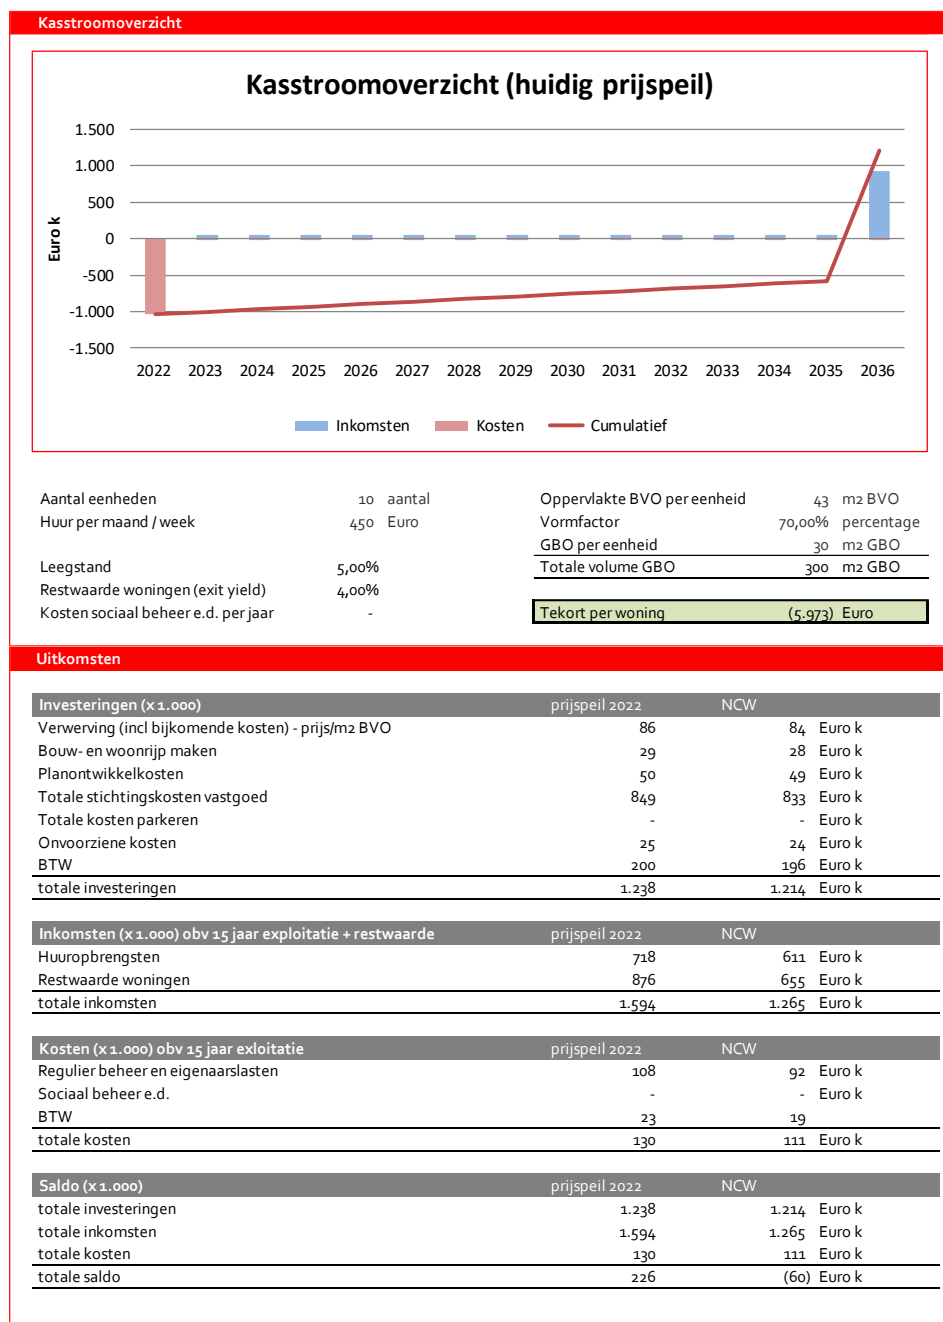 Kasstroomoverzicht
Kasstroomoverzicht (huidig prijspeil)
Euro k
1.500
1.000
500
0
-500
-1.000
-1.500
2022 2023 2024 2025 2026 2027 2028 2029 2030 2031 2032 2033 2034 2035 2036
Inkomsten Kosten Cumulatief
Aantal eenheden 10 aantal Oppervlakte BVO per eenheid 43 m2 BVO
Huur per maand / week 450 Euro Vormfactor 70,00% percentage
GBO per eenheid 30 m2 GBO
Leegstand 5,00% Totale volume GBO 300 m2 GBO
Restwaarde woningen (exit yield) 4,00%
Kosten sociaal beheer e.d. per jaar - Tekort per woning (5.973) Euro
Uitkomsten
Investeringen (x 1.000) prijspeil 2022 NCW
Verwerving (incl bijkomende kosten) - prijs/m2 BVO 86 84 Euro k
Bouw- en woonrijp maken 29 28 Euro k
Planontwikkelkosten 50 49 Euro k
Totale stichtingskosten vastgoed 849 833 Euro k
Totale kosten parkeren - - Euro k
Onvoorziene kosten 25 24 Euro k
BTW 200 196 Euro k
totale investeringen 1.238 1.214 Euro k
Inkomsten (x 1.000) obv 15 jaar exploitatie + restwaarde prijspeil 2022 NCW
Huuropbrengsten 718 611 Euro k
Restwaarde woningen 876 655 Euro k
totale inkomsten 1.594 1.265 Euro k
Kosten (x 1.000) obv 15 jaar exloitatie prijspeil 2022 NCW
Regulier beheer en eigenaarslasten 108 92 Euro k
Sociaal beheer e.d. - - Euro k
BTW 23 19
totale kosten 130 111 Euro k
Saldo (x 1.000) prijspeil 2022 NCW
totale investeringen 1.238 1.214 Euro k
totale inkomsten 1.594 1.265 Euro k
totale kosten 130 111 Euro k
totale saldo 226 (60) Euro k